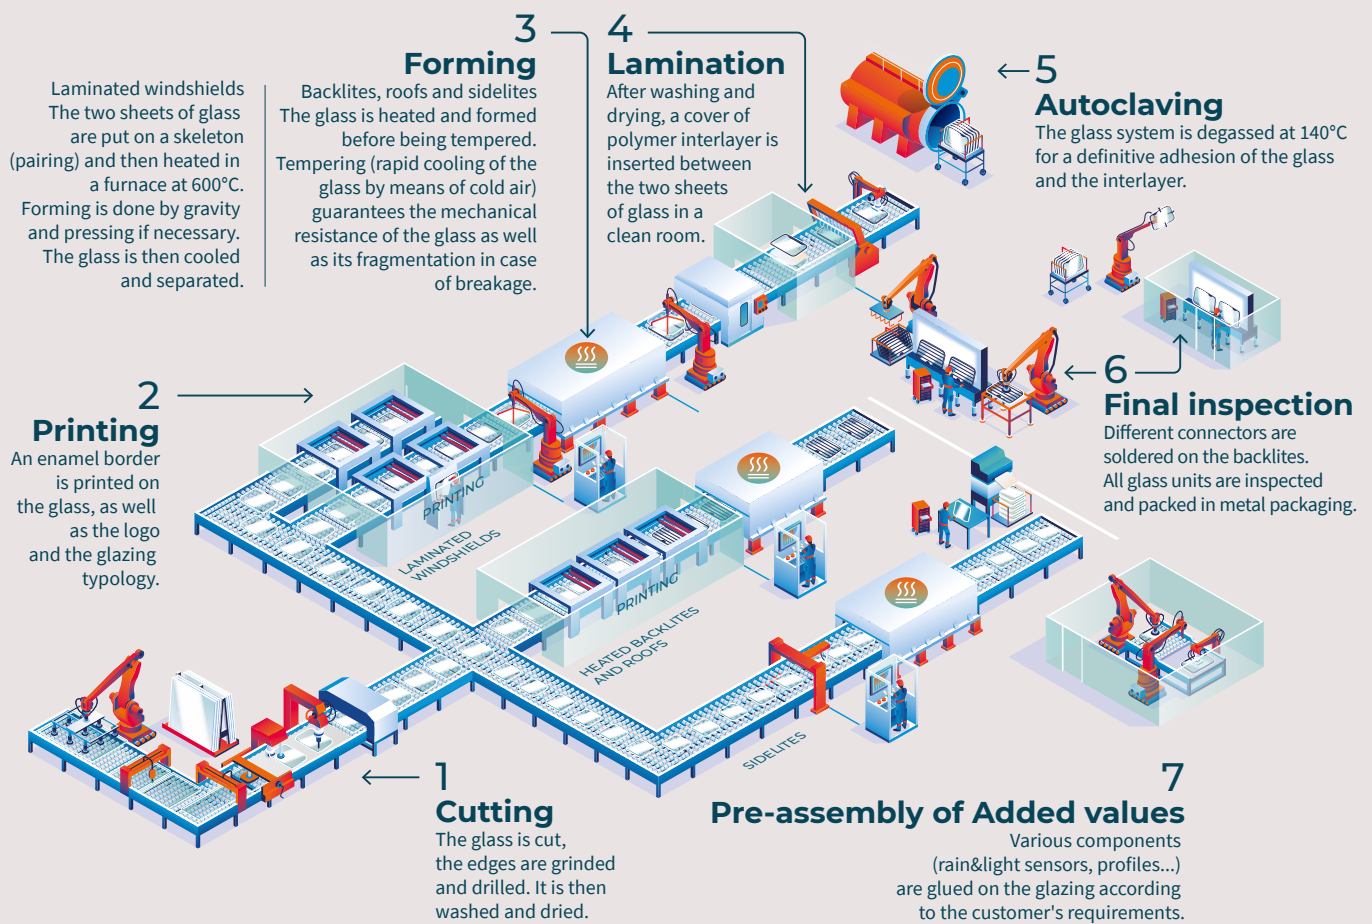 3
Forming
Laminated windshields
The two sheets of glass
are put on a skeleton
(pairing) and then heated in
a furnace at 600°C.
Forming is done by gravity
and pressing if necessary.
The glass is then cooled
and separated.
Backlites, roofs and sidelites
The glass is heated and formed
before being tempered.
Tempering (rapid cooling of the
glass by means of cold air)
guarantees the mechanical
resistance of the glass as well
as its fragmentation in case
of breakage.
4
Lamination
After washing and
drying, a cover of
polymer interlayer is
inserted between
the two sheets
of glass in a
clean room.
5
Autoclaving
The glass system is degassed at 140°C
for a definitive adhesion of the glass
and the interlayer.
2
Printing
An enamel border
is printed on
the glass, as well
as the logo
and the glazing
typology.
6
Final inspection
Different connectors are
soldered on the backlites.
All glass units are inspected
and packed in metal packaging.
PRINTING
LAMINATED
WINDSHIELDS
PRINTING
HEATED BACKLITES
AND ROOFS
SIDELITES
1
Cutting
The glass is cut,
the edges are grinded
and drilled. It is then
washed and dried.
7
Pre-assembly of Added values
Various components
(rain&light sensors, profiles...)
are glued on the glazing according
to the customer's requirements.